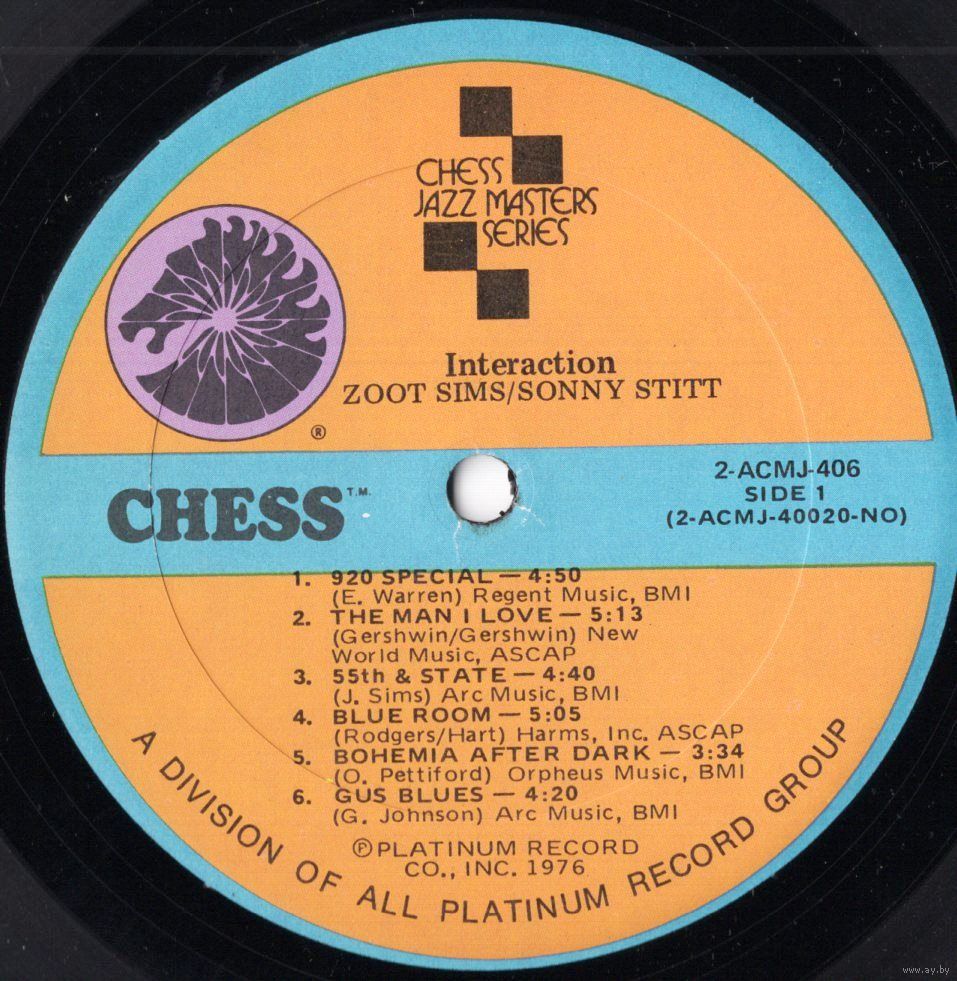 CHESS
JAZZ MASTERS
SERIES
Interaction
ZOOT SIMS/SONNY STITT
®
CHESS T.M.
2-ACMJ-406
SIDE 1
(2-ACMJ-40020-NO)
1. 920 SPECIAL — 4:50
(E. Warren) Regent Music, BMI
2. THE MAN I LOVE — 5:13
(Gershwin/Gershwin) New
World Music, ASCAP
3. 55th & STATE — 4:40
(J. Sims) Arc Music, BMI
4. BLUE ROOM — 5:05
(Rodgers/Hart) Harms, Inc. ASCAP
5. BOHEMIA AFTER DARK — 3:34
(O. Pettiford) Orpheus Music, BMI
6. GUS BLUES — 4:20
(G. Johnson) Arc Music, BMI
℗PLATINUM RECORD
CO., INC. 1976
A DIVISION OF ALL PLATINUM RECORD GROUP
www.ay.by